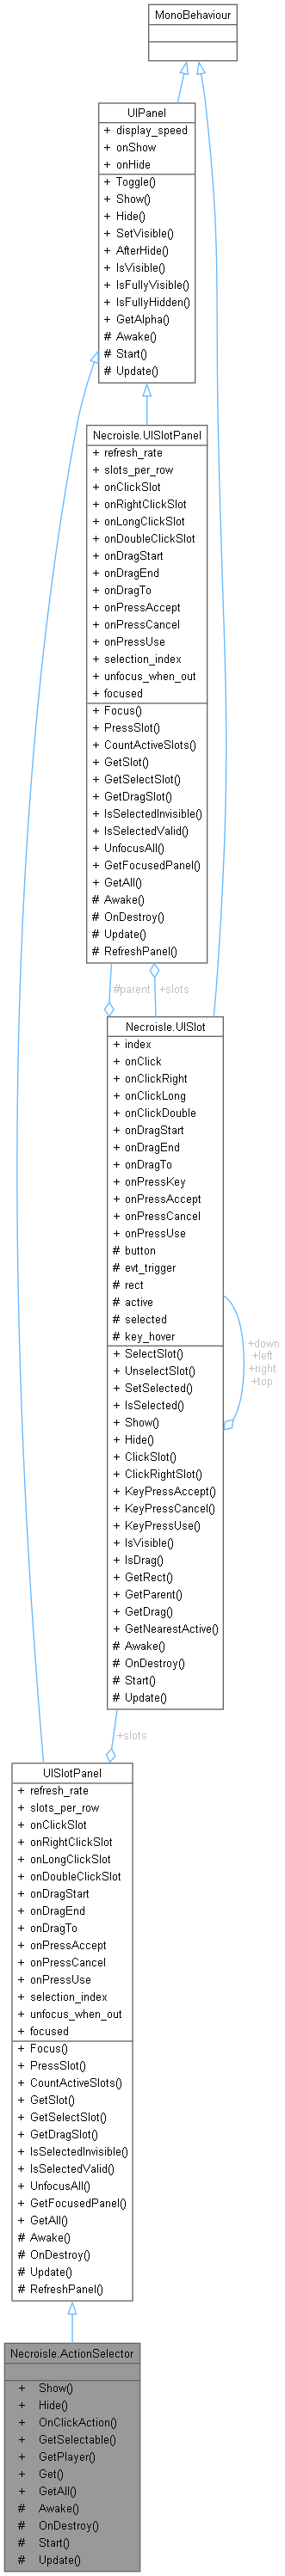 MonoBehaviour
UIPanel
+ display_speed
+ onShow
+ onHide
+ Toggle()
+ Show()
+ Hide()
+ SetVisible()
+ AfterHide()
+ IsVisible()
+ IsFullyVisible()
+ IsFullyHidden()
+ GetAlpha()
# Awake()
# Start()
# Update()
Necroisle.UISlotPanel
+ refresh_rate
+ slots_per_row
+ onClickSlot
+ onRightClickSlot
+ onLongClickSlot
+ onDoubleClickSlot
+ onDragStart
+ onDragEnd
+ onDragTo
+ onPressAccept
+ onPressCancel
+ onPressUse
+ selection_index
+ unfocus_when_out
+ focused
+ Focus()
+ PressSlot()
+ CountActiveSlots()
+ GetSlot()
+ GetSelectSlot()
+ GetDragSlot()
+ IsSelectedInvisible()
+ IsSelectedValid()
+ UnfocusAll()
+ GetFocusedPanel()
+ GetAll()
# Awake()
# OnDestroy()
# Update()
# RefreshPanel()
#parent
+slots
Necroisle.UISlot
+ index
+ onClick
+ onClickRight
+ onClickLong
+ onClickDouble
+ onDragStart
+ onDragEnd
+ onDragTo
+ onPressKey
+ onPressAccept
+ onPressCancel
+ onPressUse
# button
# evt_trigger
# rect
# active
# selected
# key_hover
+ SelectSlot()
+ UnselectSlot()
+ SetSelected()
+ IsSelected()
+ Show()
+ Hide()
+ ClickSlot()
+ ClickRightSlot()
+ KeyPressAccept()
+ KeyPressCancel()
+ KeyPressUse()
+ IsVisible()
+ IsDrag()
+ GetRect()
+ GetParent()
+ GetDrag()
+ GetNearestActive()
# Awake()
# OnDestroy()
# Start()
# Update()
+down
+left
+right
+top
+slots
UISlotPanel
+ refresh_rate
+ slots_per_row
+ onClickSlot
+ onRightClickSlot
+ onLongClickSlot
+ onDoubleClickSlot
+ onDragStart
+ onDragEnd
+ onDragTo
+ onPressAccept
+ onPressCancel
+ onPressUse
+ selection_index
+ unfocus_when_out
+ focused
+ Focus()
+ PressSlot()
+ CountActiveSlots()
+ GetSlot()
+ GetSelectSlot()
+ GetDragSlot()
+ IsSelectedInvisible()
+ IsSelectedValid()
+ UnfocusAll()
+ GetFocusedPanel()
+ GetAll()
# Awake()
# OnDestroy()
# Update()
# RefreshPanel()
Necroisle.ActionSelector
+ Show()
+ Hide()
+ OnClickAction()
+ GetSelectable()
+ GetPlayer()
+ Get()
+ GetAll()
# Awake()
# OnDestroy()
# Start()
# Update()